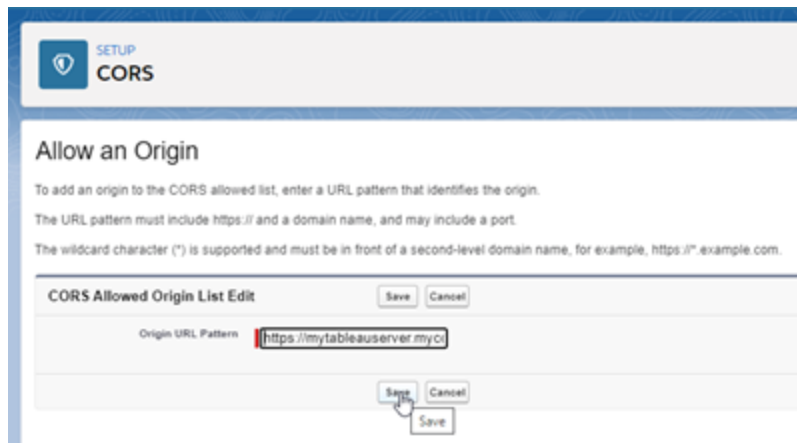 SETUP
CORS
Allow an Origin
To add an origin to the CORS allowed list, enter a URL pattern that identifies the origin.
The URL pattern must include https:// and a domain name, and may include a port.
The wildcard character (*) is supported and must be in front of a second-level domain name, for example, https://*.example.com.
CORS Allowed Origin List Edit Save Cancel
Origin URL Pattern https://mytableauserver.myco
Save Cancel
Save